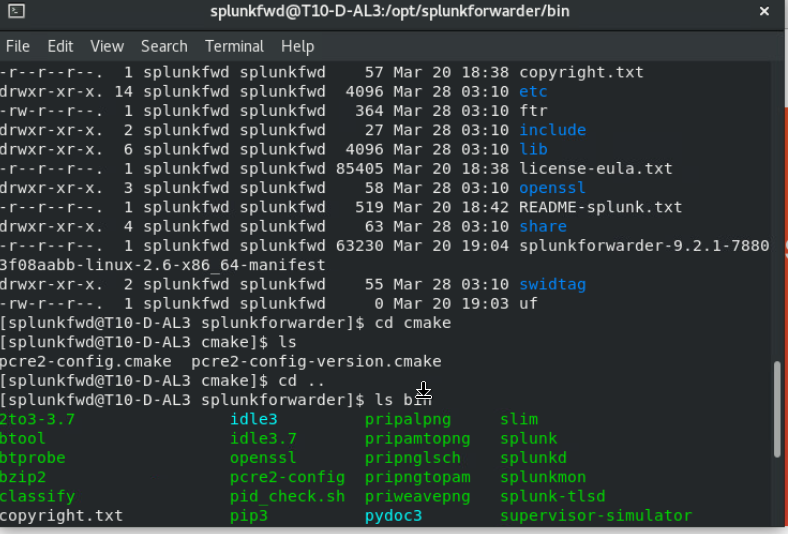 splunkfwd@T10-D-AL3:/opt/splunkforwarder/bin
File Edit View Search Terminal Help
-r--r--r--. 1 splunkfwd splunkfwd 57 Mar 20 18:38 copyright.txt
drwxr-xr-x. 14 splunkfwd splunkfwd 4096 Mar 28 03:10 etc
-rw-r--r--. 1 splunkfwd splunkfwd 364 Mar 28 03:10 ftr
drwxr-xr-x. 2 splunkfwd splunkfwd 27 Mar 28 03:10 include
drwxr-xr-x. 6 splunkfwd splunkfwd 4096 Mar 28 03:10 lib
-r--r--r--. 1 splunkfwd splunkfwd 85405 Mar 20 18:38 license-eula.txt
drwxr-xr-x. 3 splunkfwd splunkfwd 58 Mar 28 03:10 openssl
-r--r--r--. 1 splunkfwd splunkfwd 519 Mar 20 18:42 README-splunk.txt
drwxr-xr-x. 4 splunkfwd splunkfwd 63 Mar 28 03:10 share
-r--r--r--. 1 splunkfwd splunkfwd 63230 Mar 20 19:04 splunkforwarder-9.2.1-7880
3f08aabb-linux-2.6-x86_64-manifest
drwxr-xr-x. 2 splunkfwd splunkfwd 55 Mar 28 03:10 swidtag
-rw-r--r--. 1 splunkfwd splunkfwd 0 Mar 20 19:03 uf
[splunkfwd@T10-D-AL3 splunkforwarder]$ cd cmake
[splunkfwd@T10-D-AL3 cmake]$ ls
pcre2-config.cmake pcre2-config-version.cmake
[splunkfwd@T10-D-AL3 cmake]$ cd ..
[splunkfwd@T10-D-AL3 splunkforwarder]$ ls bin
2to3-3.7 idle3 pripalpng slim
btool idle3.7 pripamtopng splunk
btprobe openssl pripnglsch splunkd
bzip2 pcre2-config pripngtopam splunkmon
classify pid_check.sh priweavepng splunk-tlsd
copyright.txt pip3 pydoc3 supervisor-simulator